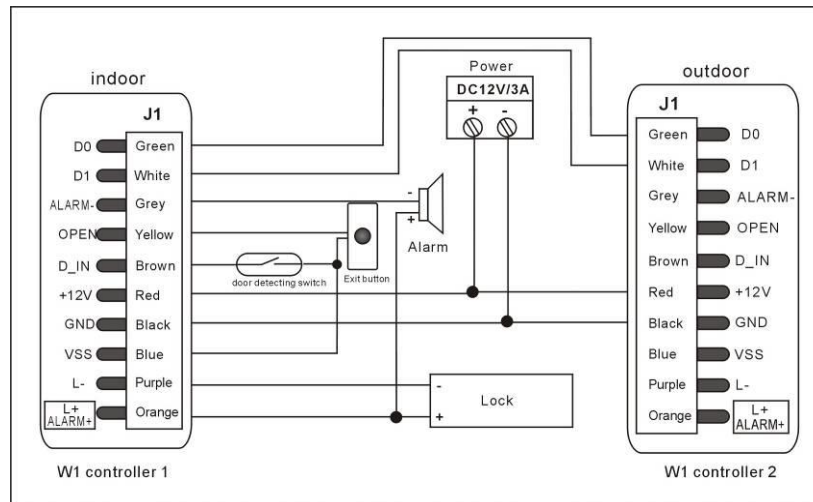 indoor
J1
D0 Green
D1 White
ALARM- Grey
OPEN Yellow
D_IN Brown
+12V Red
GND Black
VSS Blue
L- Purple
L+
ALARM+ Orange
W1 controller 1
Power
DC12V/3A
+ -
-
+
Alarm
door detecting switch
Exit button
-
+
Lock
outdoor
J1
Green D0
White D1
Grey ALARM-
Yellow OPEN
Brown D_IN
Red +12V
Black GND
Blue VSS
Purple L-
Orange L+
ALARM+
W1 controller 2